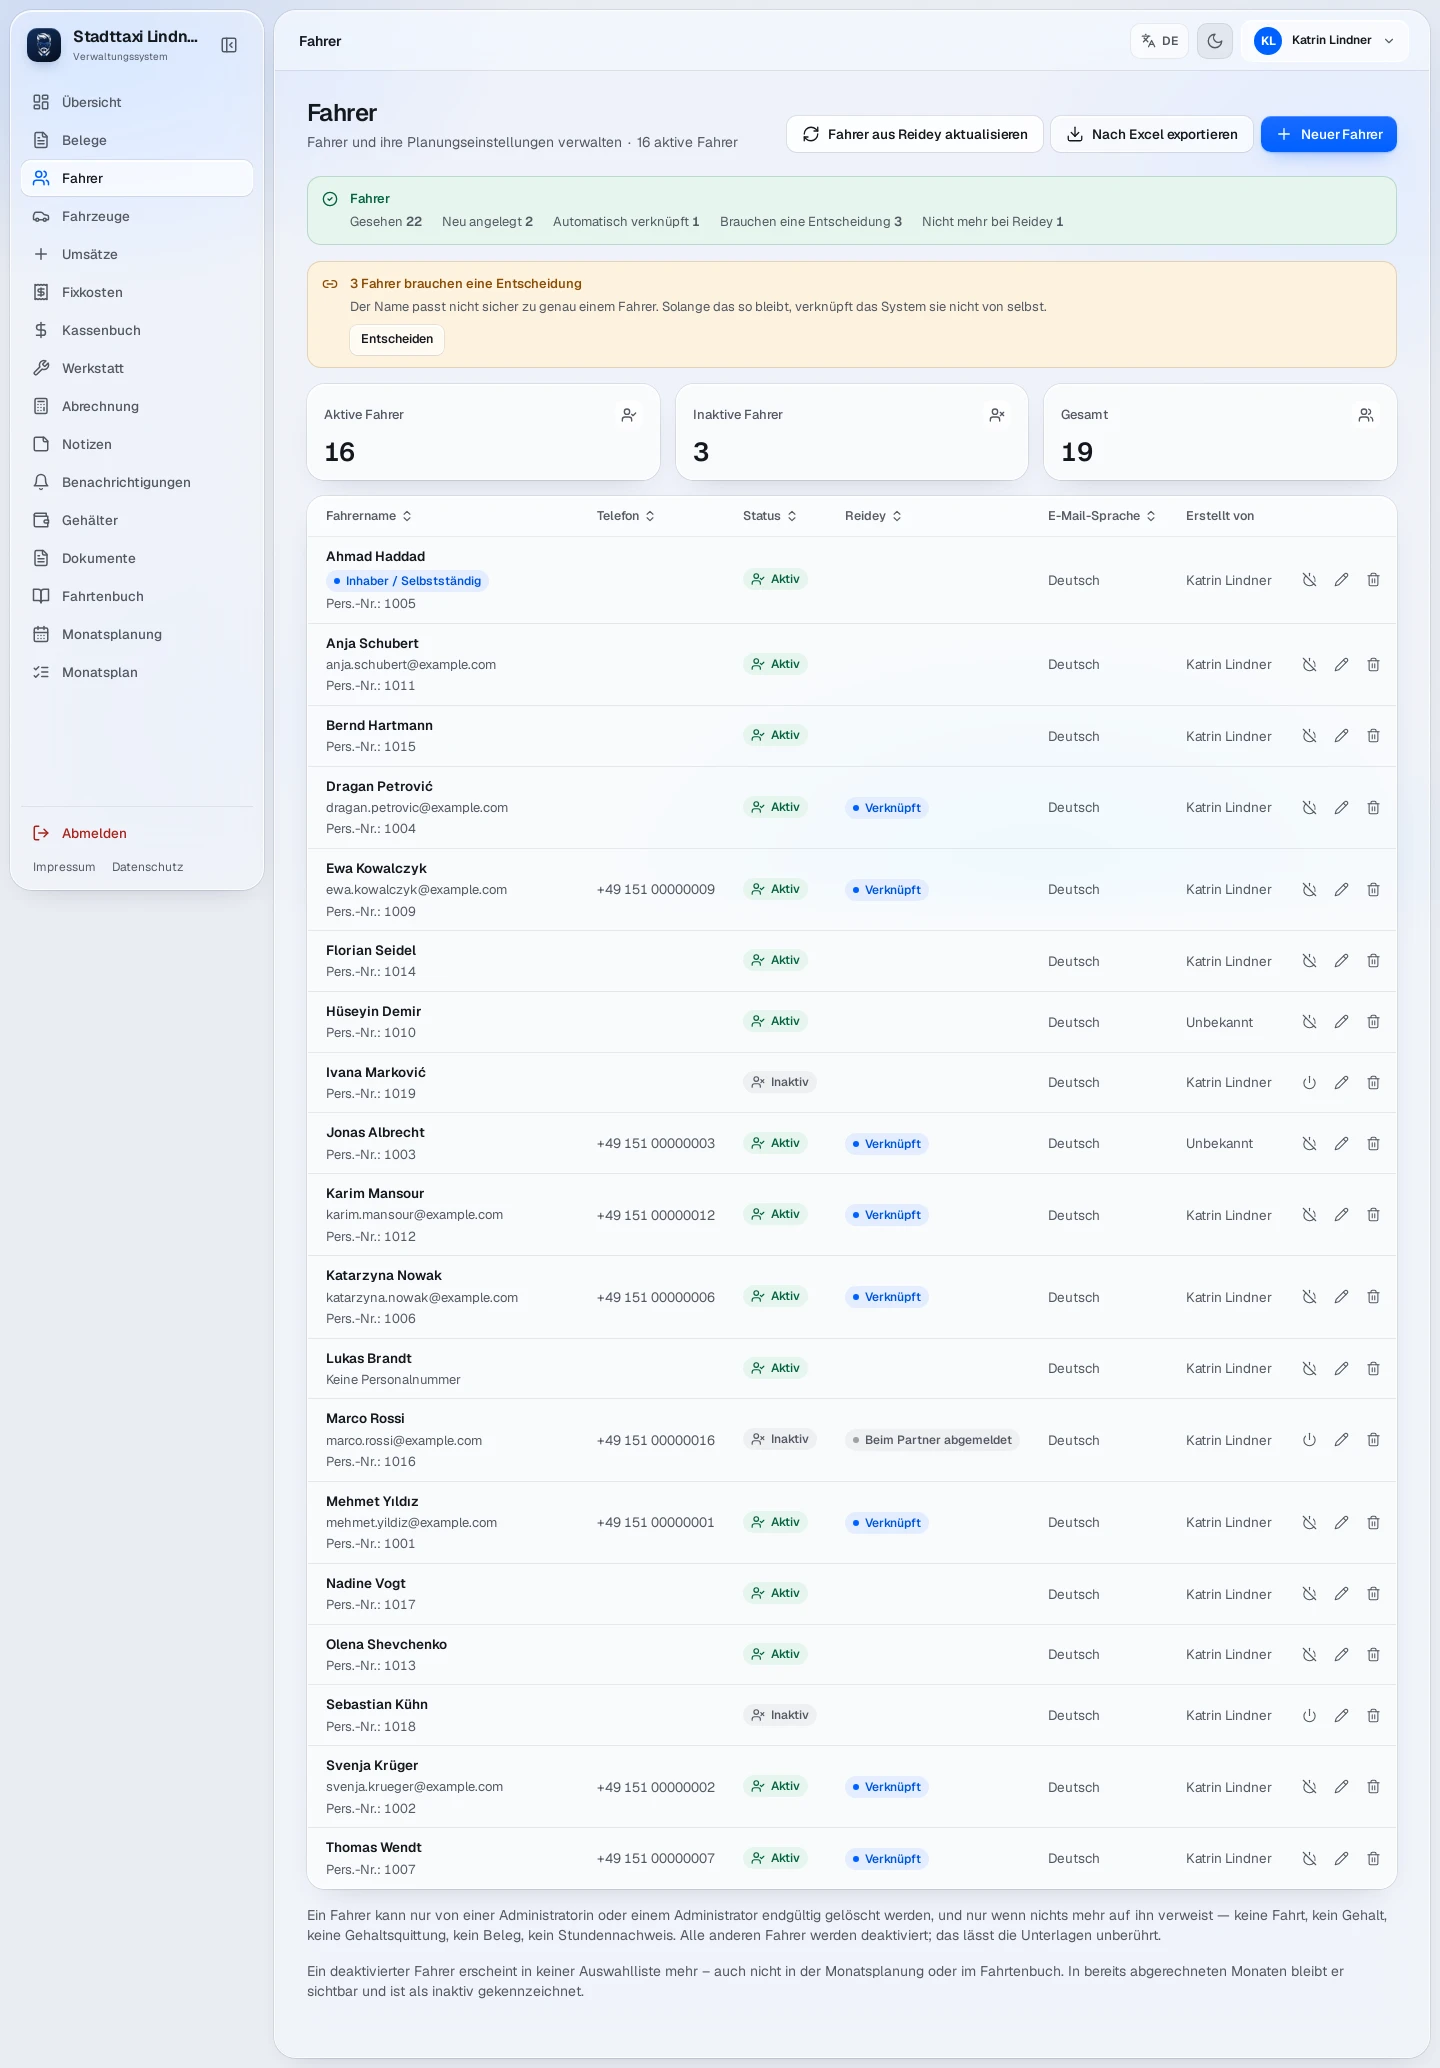 Stadttaxi Lindn...
Verwaltungssystem
Übersicht
Belege
Fahrer
Fahrzeuge
Umsätze
Fixkosten
Kassenbuch
Werkstatt
Abrechnung
Notizen
Benachrichtigungen
Gehälter
Dokumente
Fahrtenbuch
Monatsplanung
Monatsplan
Abmelden
Impressum Datenschutz
Fahrer
DE
KL Katrin Lindner
Fahrer
Fahrer und ihre Planungseinstellungen verwalten · 16 aktive Fahrer
Fahrer aus Reidey aktualisieren
Nach Excel exportieren
Neuer Fahrer
Fahrer
Gesehen 22 Neu angelegt 2 Automatisch verknüpft 1 Brauchen eine Entscheidung 3 Nicht mehr bei Reidey 1
3 Fahrer brauchen eine Entscheidung
Der Name passt nicht sicher zu genau einem Fahrer. Solange das so bleibt, verknüpft das System sie nicht von selbst.
Entscheiden
Aktive Fahrer
16
Inaktive Fahrer
3
Gesamt
19
Fahrername Telefon Status Reidey E-Mail-Sprache Erstellt von
Ahmad Haddad
Inhaber / Selbstständig Aktiv Deutsch Katrin Lindner
Pers.-Nr.: 1005
Anja Schubert
anja.schubert@example.com Aktiv Deutsch Katrin Lindner
Pers.-Nr.: 1011
Bernd Hartmann
Aktiv Deutsch Katrin Lindner
Pers.-Nr.: 1015
Dragan Petrović
dragan.petrovic@example.com Aktiv Verknüpft Deutsch Katrin Lindner
Pers.-Nr.: 1004
Ewa Kowalczyk
ewa.kowalczyk@example.com +49 151 00000009 Aktiv Verknüpft Deutsch Katrin Lindner
Pers.-Nr.: 1009
Florian Seidel
Aktiv Deutsch Katrin Lindner
Pers.-Nr.: 1014
Hüseyin Demir
Aktiv Deutsch Unbekannt
Pers.-Nr.: 1010
Ivana Marković
Inaktiv Deutsch Katrin Lindner
Pers.-Nr.: 1019
Jonas Albrecht
+49 151 00000003 Aktiv Verknüpft Deutsch Unbekannt
Pers.-Nr.: 1003
Karim Mansour
karim.mansour@example.com +49 151 00000012 Aktiv Verknüpft Deutsch Katrin Lindner
Pers.-Nr.: 1012
Katarzyna Nowak
katarzyna.nowak@example.com +49 151 00000006 Aktiv Verknüpft Deutsch Katrin Lindner
Pers.-Nr.: 1006
Lukas Brandt
Aktiv Deutsch Katrin Lindner
Keine Personalnummer
Marco Rossi
marco.rossi@example.com +49 151 00000016 Inaktiv Beim Partner abgemeldet Deutsch Katrin Lindner
Pers.-Nr.: 1016
Mehmet Yıldız
mehmet.yildiz@example.com +49 151 00000001 Aktiv Verknüpft Deutsch Katrin Lindner
Pers.-Nr.: 1001
Nadine Vogt
Aktiv Deutsch Katrin Lindner
Pers.-Nr.: 1017
Olena Shevchenko
Aktiv Deutsch Katrin Lindner
Pers.-Nr.: 1013
Sebastian Kühn
Inaktiv Deutsch Katrin Lindner
Pers.-Nr.: 1018
Svenja Krüger
svenja.krueger@example.com +49 151 00000002 Aktiv Verknüpft Deutsch Katrin Lindner
Pers.-Nr.: 1002
Thomas Wendt
+49 151 00000007 Aktiv Verknüpft Deutsch Katrin Lindner
Pers.-Nr.: 1007
Ein Fahrer kann nur von einer Administratorin oder einem Administrator endgültig gelöscht werden, und nur wenn nichts mehr auf ihn verweist — keine Fahrt, kein Gehalt,
keine Gehaltsquittung, kein Beleg, kein Stundennachweis. Alle anderen Fahrer werden deaktiviert; das lässt die Unterlagen unberührt.
Ein deaktivierter Fahrer erscheint in keiner Auswahlliste mehr – auch nicht in der Monatsplanung oder im Fahrtenbuch. In bereits abgerechneten Monaten bleibt er
sichtbar und ist als inaktiv gekennzeichnet.